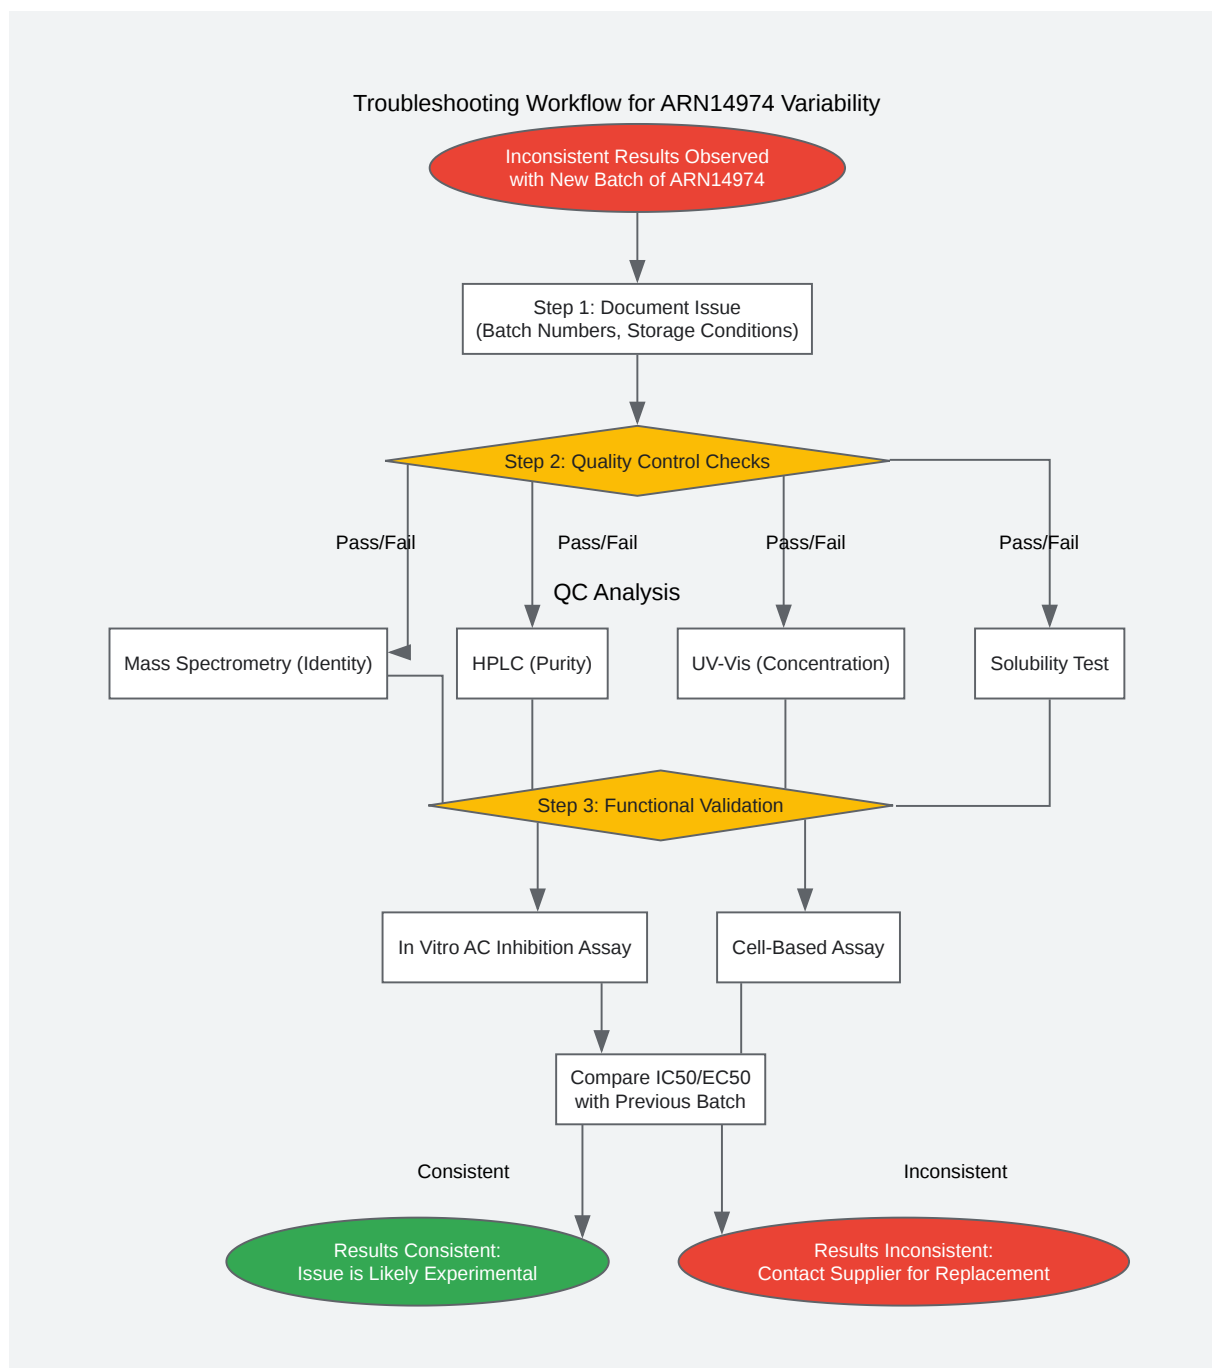 Troubleshooting Workflow for ARN14974 Variability
Inconsistent Results Observed
with New Batch of ARN14974
Step 1: Document Issue
(Batch Numbers, Storage Conditions)
Step 2: Quality Control Checks
Pass/Fail
Pass/Fail
Pass/Fail
Pass/Fail
QC Analysis
Mass Spectrometry (Identity)
HPLC (Purity)
UV-Vis (Concentration)
Solubility Test
Step 3: Functional Validation
In Vitro AC Inhibition Assay
Cell-Based Assay
Compare IC50/EC50
with Previous Batch
Consistent
Inconsistent
Results Consistent:
Issue is Likely Experimental
Results Inconsistent:
Contact Supplier for Replacement